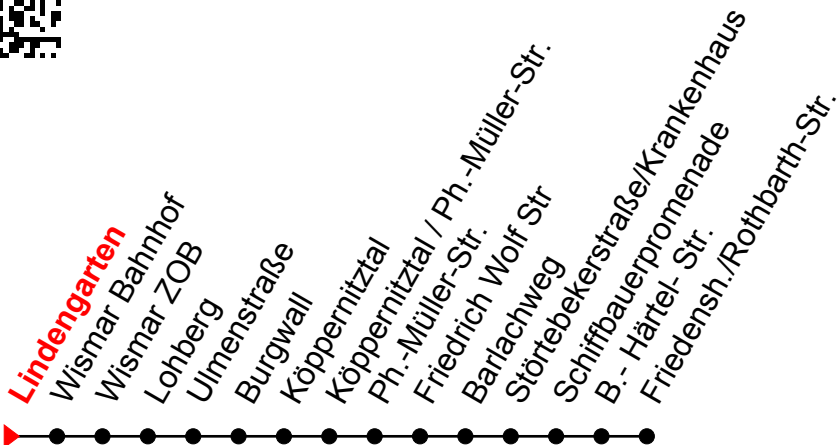 Lindengarten
Wismar Bahnhof
Wismar ZOB
Lohberg
Ulmenstraße
Burgwall
Köppernitztal
Köppernitztal / Ph.-Müller-Str.
Ph.-Müller-Str.
Friedrich Wolf Str
Barlachweg
Störtebekerstraße/Krankenhaus
Schiffbauerpromenade
B.- Härtel- Str.
Friedensh./Rothbarth-Str.